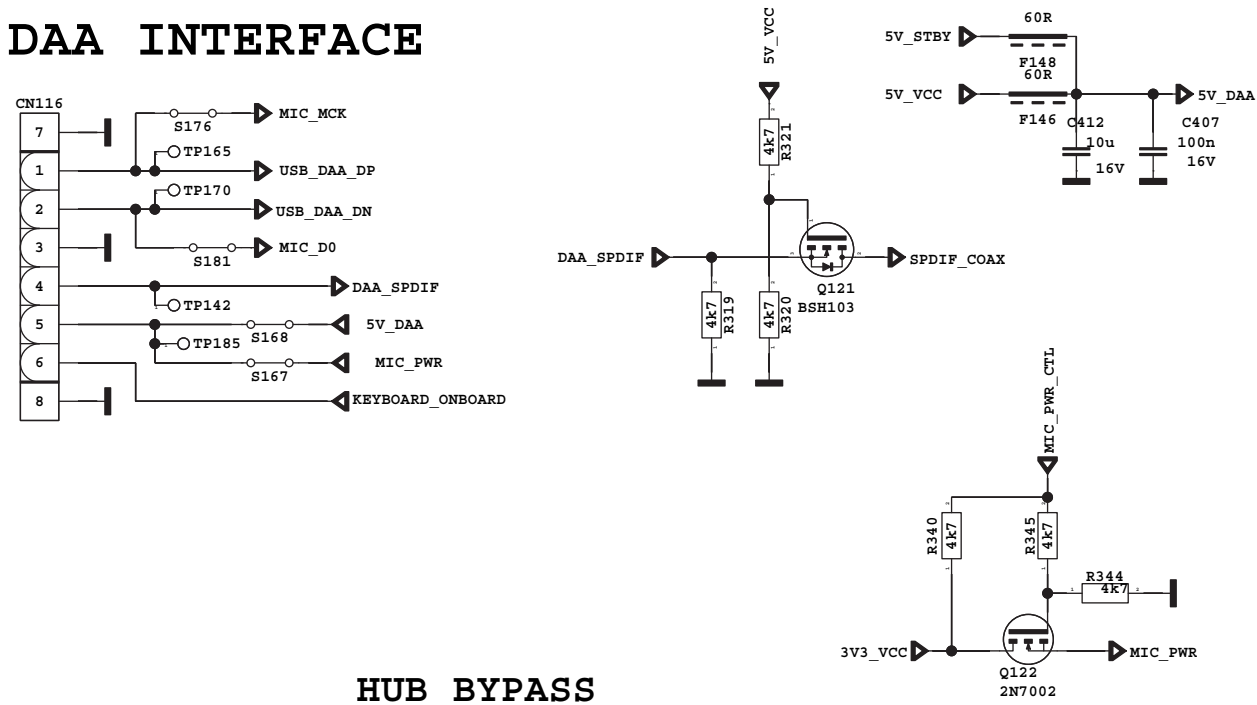 DAA INTERFACE
CN116
7
1
2
3
4
5
6
8
S176
MIC_MCK
TP165
USB_DAA_DP
TP170
USB_DAA_DN
S181
MIC_D0
DAA_SPDIF
TP142
5V_DAA
S168
TP185
MIC_PWR
S167
KEYBOARD_ONBOARD
5V_VCC
4k7
R321
DAA_SPDIF
SPDIF_COAX
Q121
BSH103
4k7
R319
4k7
R320
5V_STBY
60R
F148
5V_VCC
60R
F146
5V_DAA
C412
10u
16V
C407
100n
16V
MIC_PWR_CTL
R340
4k7
R345
4k7
R344
4k7
3V3_VCC
MIC_PWR
Q122
2N7002
HUB BYPASS